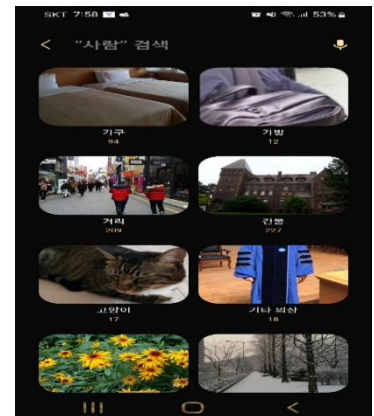 SKT 7:58 53%
"사람" 검색
가구
94
가방
12
거리
209
건물
227
고양이
17
기타 의상
18